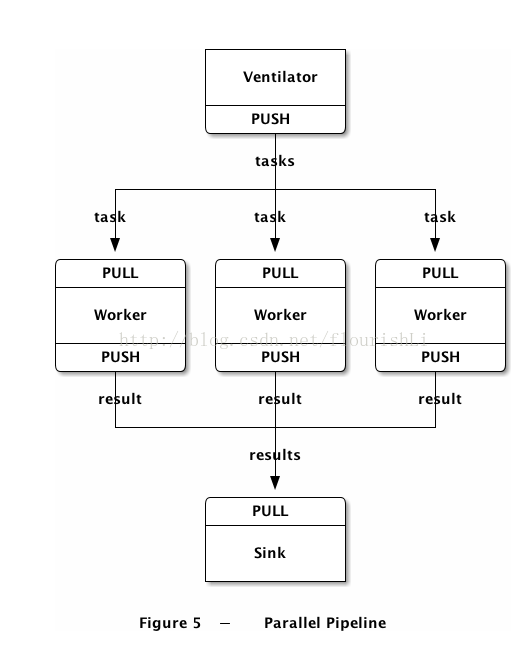 Ventilator
PUSH
tasks
task task task
PULL PULL PULL
Worker Worker Worker
http://blog.csdn.net/flourishLi
PUSH PUSH PUSH
result result result
results
PULL
Sink
Figure 5 — Parallel Pipeline